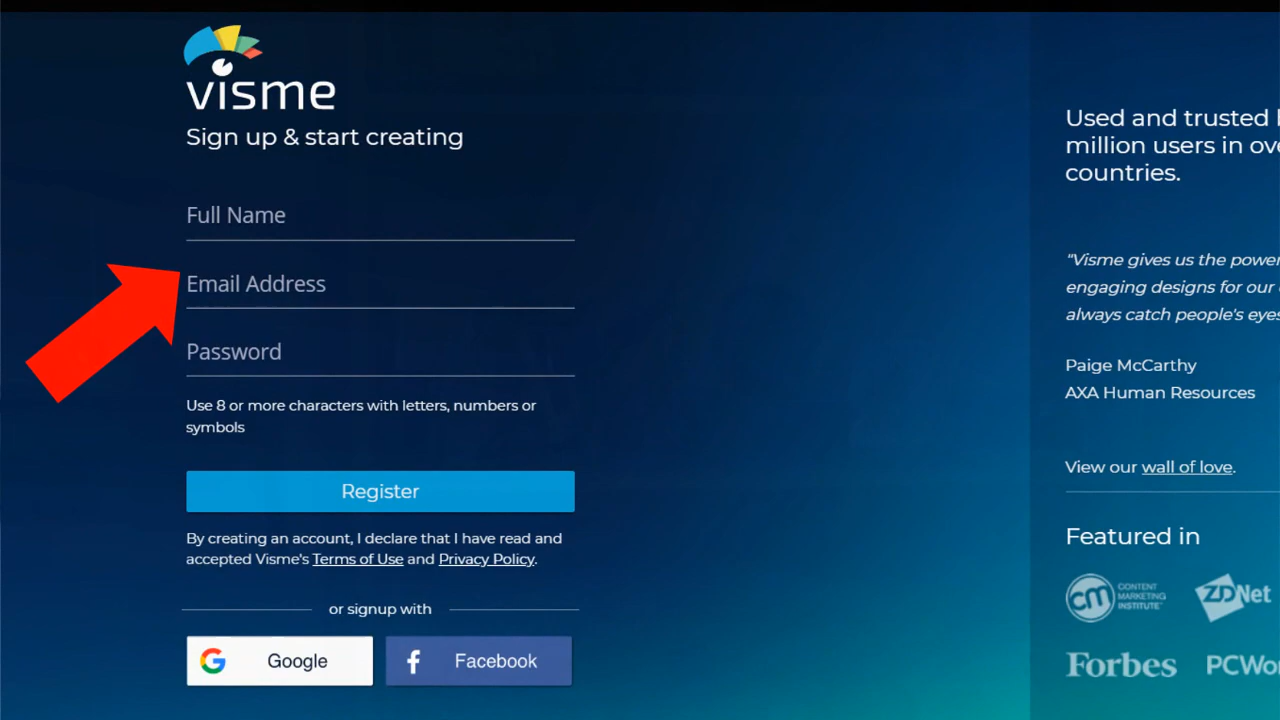 visme
Sign up & start creating
Full Name
Email Address
Password
Use 8 or more characters with letters, numbers or
symbols
Register
By creating an account, I declare that I have read and
accepted Visme's Terms of Use and Privacy Policy.
or signup with
Google
Facebook
Used and trusted
million users in
countries.
"Visme gives us the power
engaging designs for our
always catch people's eyes
Paige McCarthy
AXA Human Resources
View our wall of love.
Featured in
cm CONTENT
MARKETING
INSTITUTE
ZDNet
Forbes